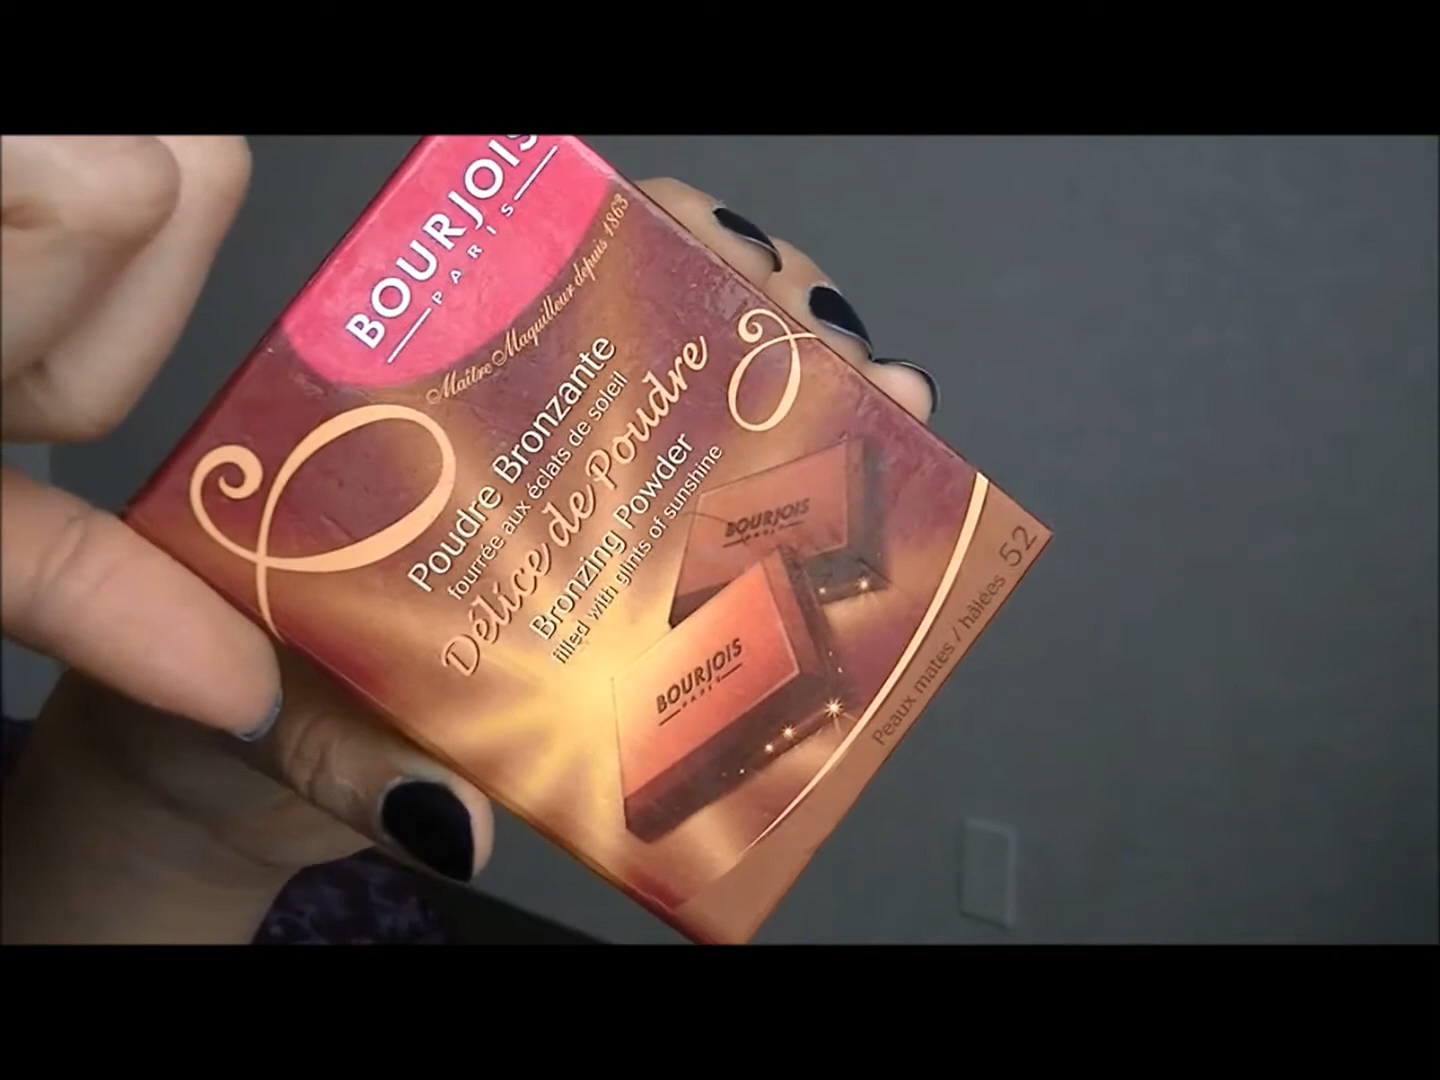 BOURJOIS
PARIS
Maître Maquilleur depuis 1863
Poudre Bronzante
fourrée aux éclats de soleil
Délice de Poudre
Bronzing Powder
filled with glints of sunshine
BOURJOIS
PARIS
BOURJOIS
PARIS
Peaux mates / hâlées 52